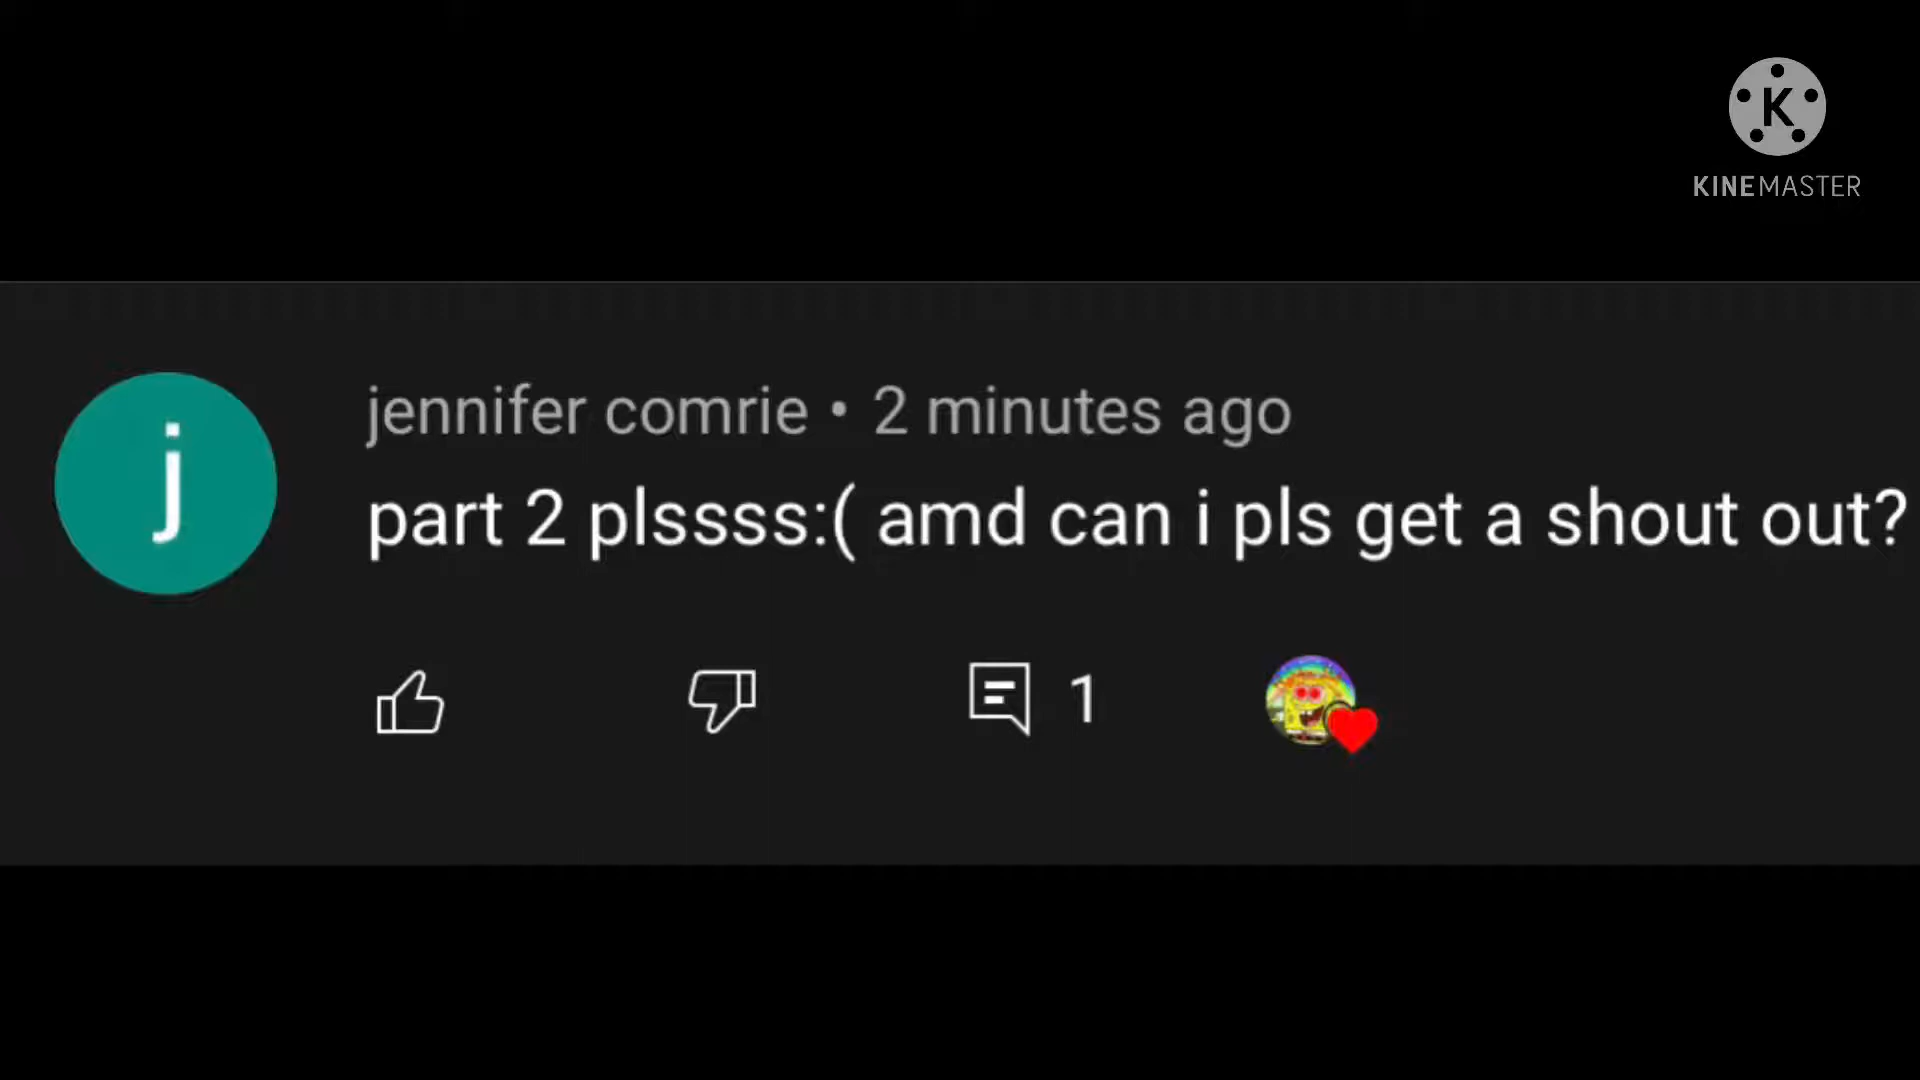 K
KINEMASTER
j
jennifer comrie • 2 minutes ago
part 2 plssss:( amd can i pls get a shout out?
1